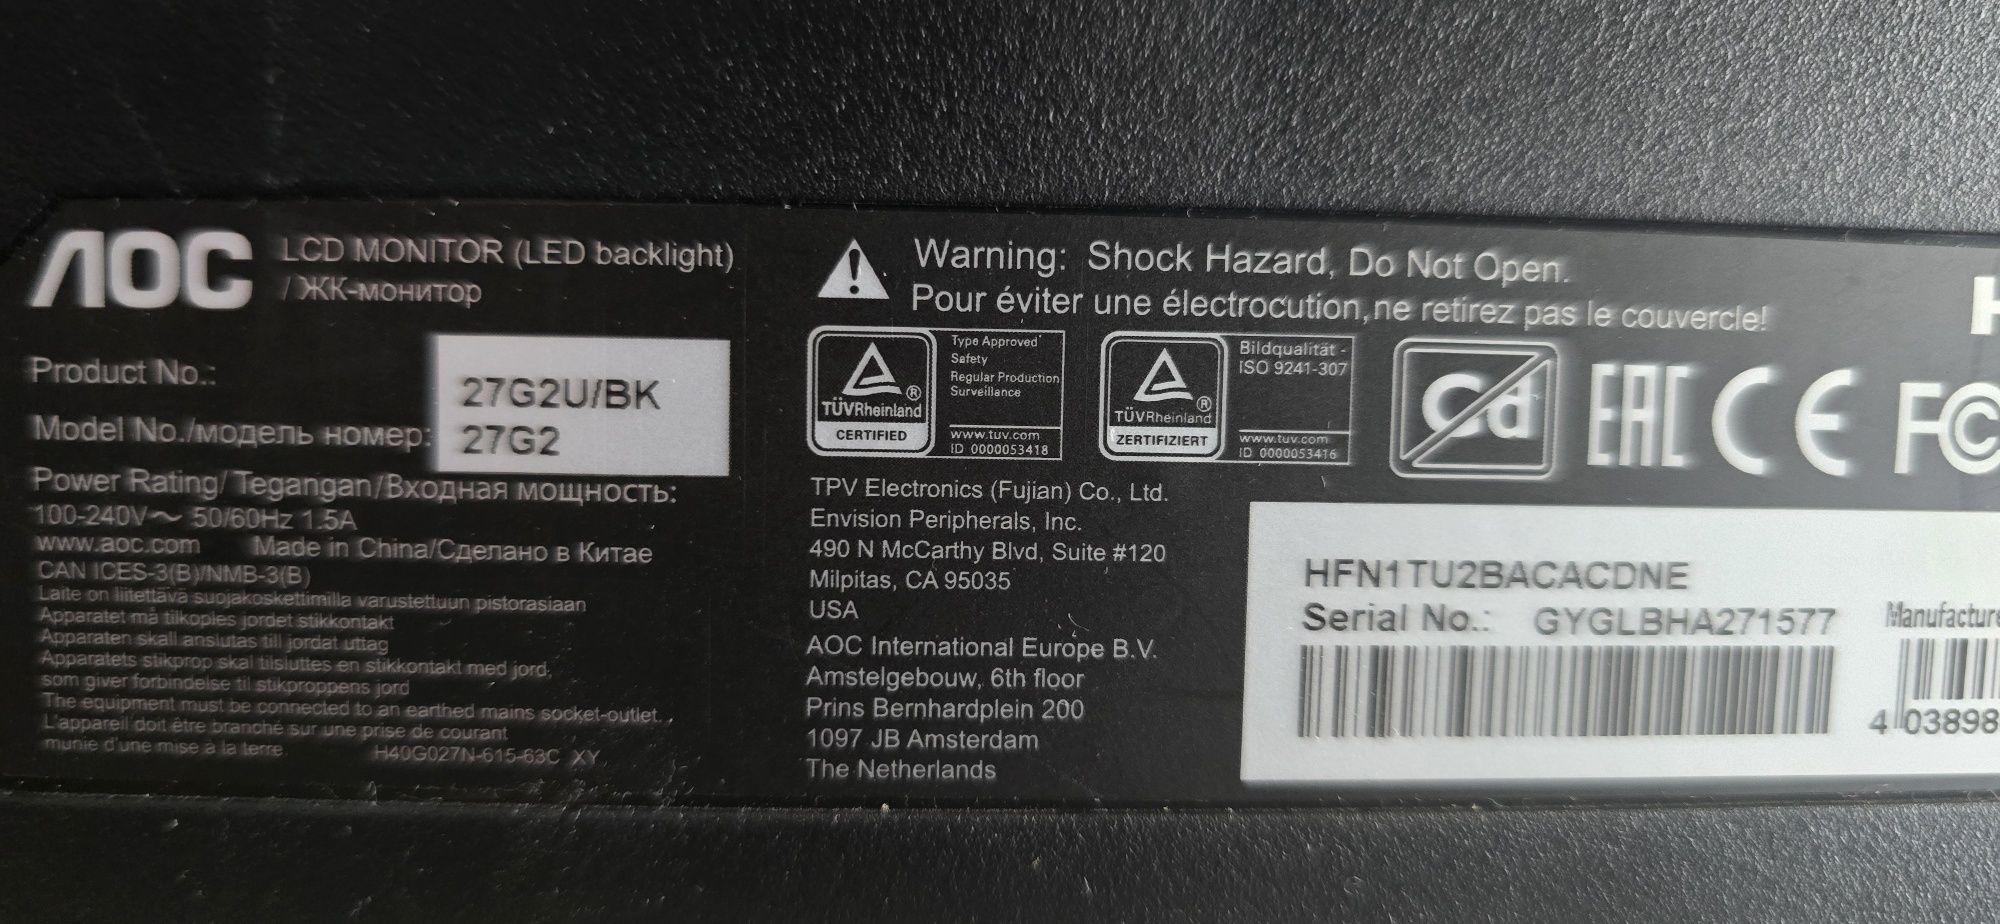 AOC
LCD MONITOR (LED backlight)
/ ЖК-монитор
Product No.: 27G2U/BK
Model No./модель номер: 27G2
Power Rating/ Tegangan/Входная мощность:
100-240V~ 50/60Hz 1.5A
www.aoc.com Made in China/Сделано в Китае
CAN ICES-3(B)/NMB-3(B)
Laite on liitettävä suojakoskettimilla varustettuun pistorasiaan
Apparatet må tilkoples jordet stikkontakt
Apparaten skall anslutas till jordat uttag
Apparatets stikprop skal tilsluttes en stikkontakt med jord,
som giver forbindelse til stikproppens jord
The equipment must be connected to an earthed mains socket-outlet.
L'appareil doit être branché sur une prise de courant
munie d'une mise à la terre.
H40G027N-615-63C XY
Warning: Shock Hazard, Do Not Open.
Pour éviter une électrocution,ne retirez pas le couvercle!
TÜVRheinland ®
CERTIFIED
Type Approved
Safety
Regular Production
Surveillance
www.tuv.com
ID 0000053418
TÜVRheinland ®
ZERTIFIZIERT
Bildqualität -
ISO 9241-307
www.tuv.com
ID 0000053416
Cd
EAC
CE
FC
TPV Electronics (Fujian) Co., Ltd.
Envision Peripherals, Inc.
490 N McCarthy Blvd, Suite #120
Milpitas, CA 95035
USA
AOC International Europe B.V.
Amstelgebouw, 6th floor
Prins Bernhardplein 200
1097 JB Amsterdam
The Netherlands
HFN1TU2BACACDNE
Serial No.: GYGLBHA271577
Manufacture
4 03898